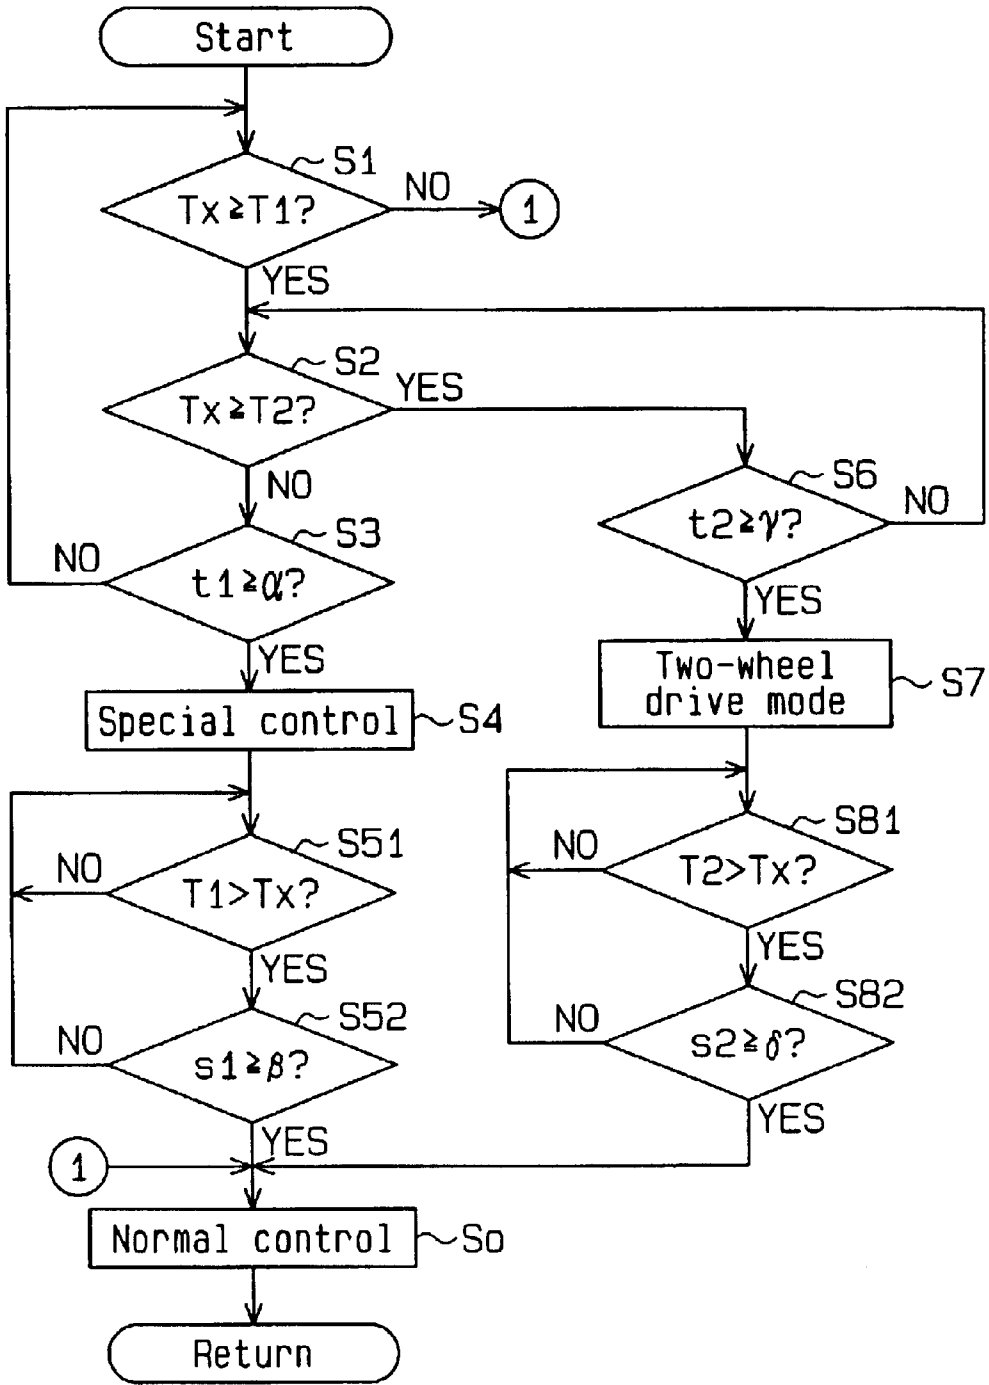 Start
S1
Tx≧T1?
NO
1
YES
S2
Tx≧T2?
YES
NO
S6
t2≧γ?
NO
S3
t1≧α?
NO
YES
YES
Two-wheel
drive mode
S7
Special control
S4
S51
T1>Tx?
NO
YES
S81
T2>Tx?
NO
YES
S52
s1≧β?
NO
YES
S82
s2≧δ?
NO
YES
1
Normal control
So
Return